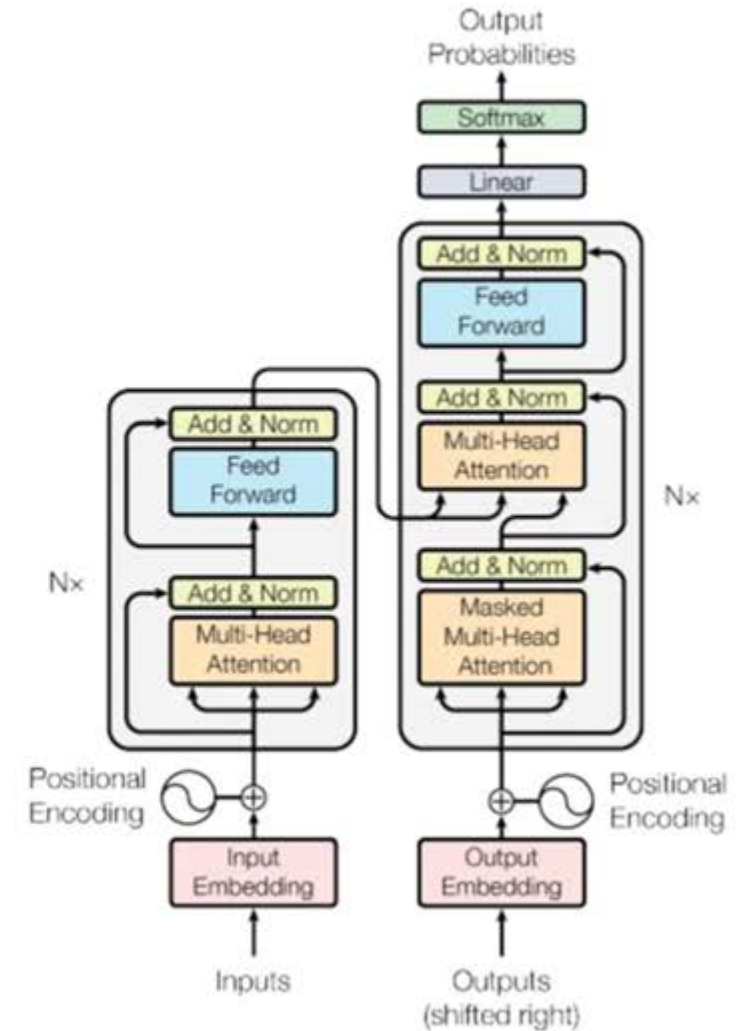 Output
Probabilities
Softmax
Linear
Add & Norm
Feed
Forward
Add & Norm
Multi-Head
Attention
Nx
Add & Norm
Masked
Multi-Head
Attention
Positional
Encoding
Output
Embedding
Outputs
(shifted right)
Add & Norm
Feed
Forward
Nx
Add & Norm
Multi-Head
Attention
Positional
Encoding
Input
Embedding
Inputs